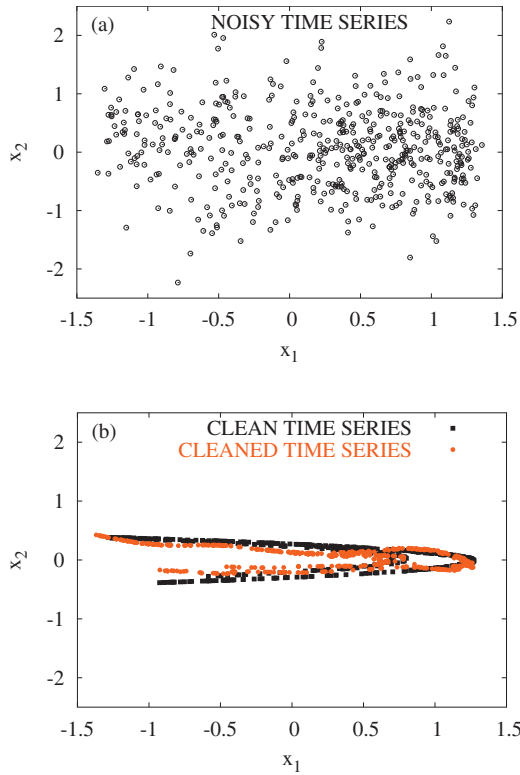 (a) NOISY TIME SERIES
2
1
0
-1
-2
x2
-1.5 -1 -0.5 0 0.5 1 1.5
x1
(b) CLEAN TIME SERIES
CLEANED TIME SERIES
2
1
0
-1
-2
x2
-1.5 -1 -0.5 0 0.5 1 1.5
x1